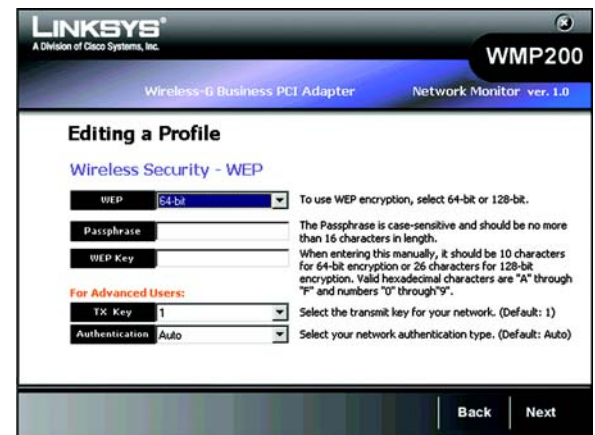 LINKSYS®
A Division of Cisco Systems, Inc.
WMP200
Wireless-G Business PCI Adapter
Network Monitor ver. 1.0
Editing a Profile
Wireless Security - WEP
WEP
64-bit
To use WEP encryption, select 64-bit or 128-bit.
Passphrase
The Passphrase is case-sensitive and should be no more
than 16 characters in length.
WEP Key
When entering this manually, it should be 10 characters
for 64-bit encryption or 26 characters for 128-bit
encryption. Valid hexadecimal characters are "A" through
"F" and numbers "0" through"9".
For Advanced Users:
TX Key
1
Select the transmit key for your network. (Default: 1)
Authentication
Auto
Select your network authentication type. (Default: Auto)
Back
Next